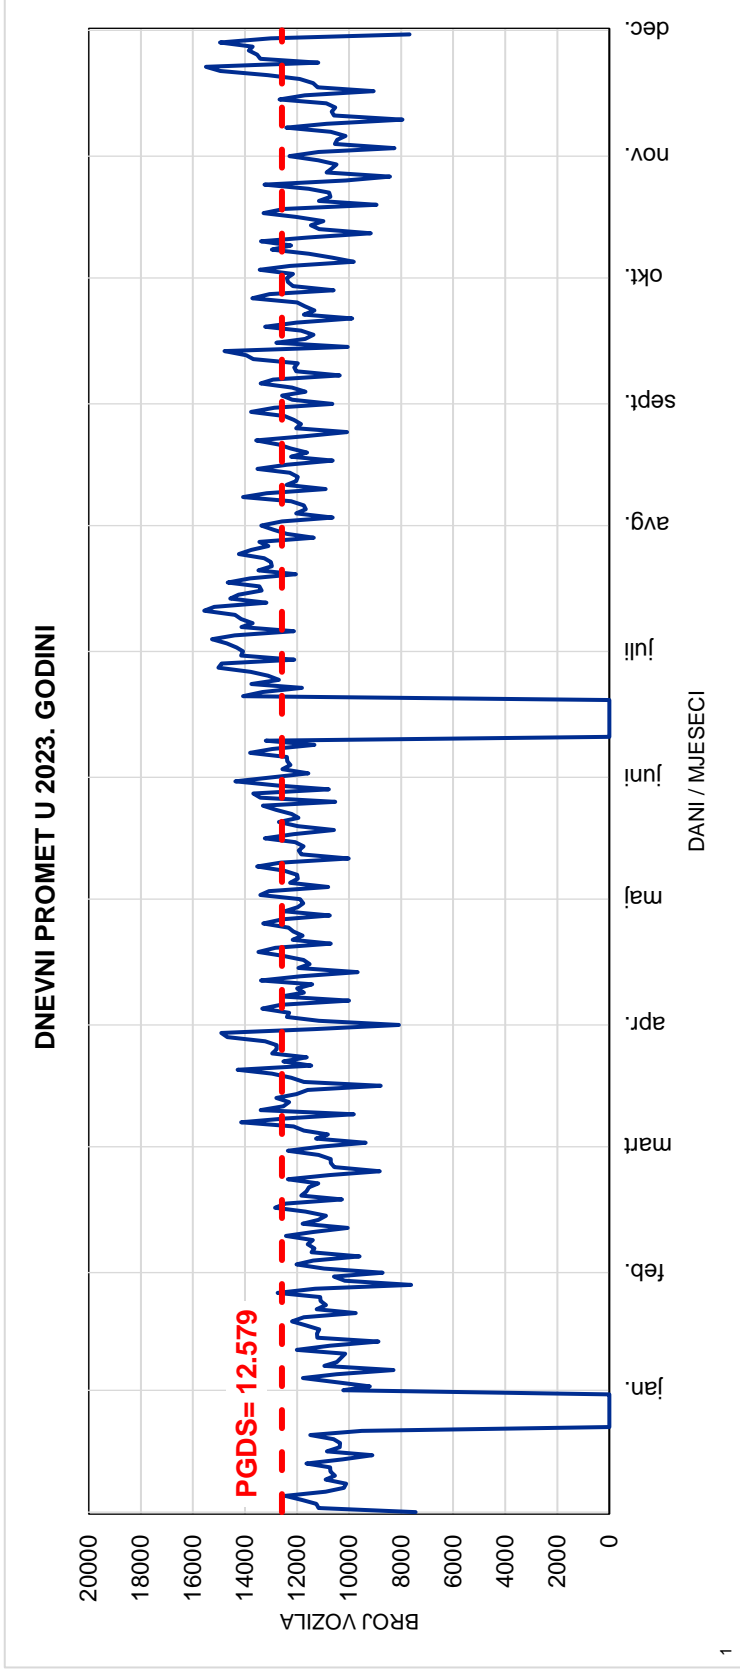 DNEVNI PROMET U 2023. GODINI
BROJ VOZILA
20000
18000
16000
14000
12000
10000
8000
6000
4000
2000
0
PGDS= 12.579
jan.
feb.
mart
apr.
maj
juni
juli
avg.
sept.
okt.
nov.
dec.
DANI / MJESECI
1